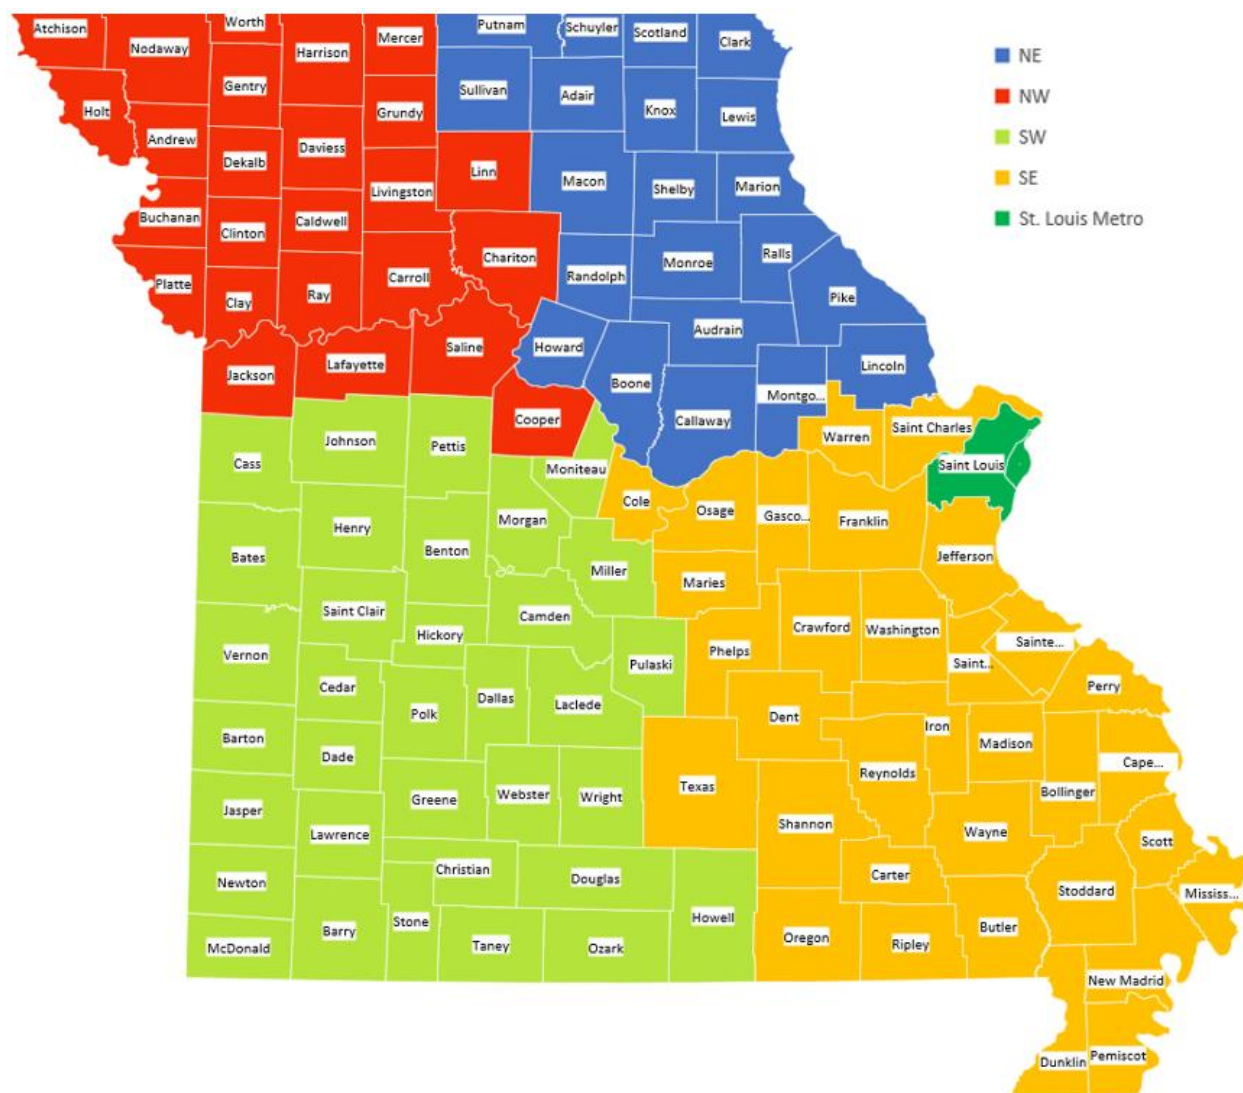 Atchison
Nodaway
Worth
Harrison
Mercer
Putnam
Schuyler
Scotland
Clark
NE
NW
SW
SE
St. Louis Metro
Holt
Gentry
Grundy
Sullivan
Adair
Knox
Lewis
Andrew
Dekalb
Daviess
Livingston
Linn
Macon
Shelby
Marion
Buchanan
Clinton
Caldwell
Chariton
Randolph
Monroe
Ralls
Platte
Clay
Ray
Carroll
Pike
Audrain
Howard
Saline
Jackson
Lafayette
Boone
Lincoln
Montgo...
Cooper
Callaway
Warren
Saint Charles
Johnson
Pettis
Cass
Moniteau
Saint Louis
Cole
Osage
Gasco...
Franklin
Henry
Morgan
Bates
Benton
Miller
Maries
Jefferson
Saint Clair
Camden
Hickory
Crawford
Washington
Sainte...
Vernon
Pulaski
Phelps
Saint...
Perry
Cedar
Polk
Dallas
Laclede
Dent
Iron
Barton
Dade
Madison
Cape...
Texas
Reynolds
Bollinger
Jasper
Greene
Webster
Wright
Lawrence
Shannon
Wayne
Scott
Newton
Christian
Douglas
Carter
Stoddard
Mississ...
McDonald
Barry
Stone
Taney
Ozark
Howell
Oregon
Ripley
Butler
New Madrid
Dunklin
Pemiscot